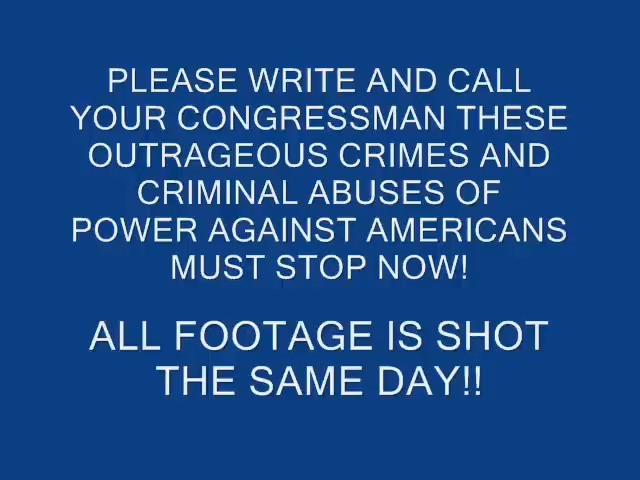 PLEASE WRITE AND CALL
YOUR CONGRESSMAN THESE
OUTRAGEOUS CRIMES AND
CRIMINAL ABUSES OF
POWER AGAINST AMERICANS
MUST STOP NOW!
ALL FOOTAGE IS SHOT
THE SAME DAY!!